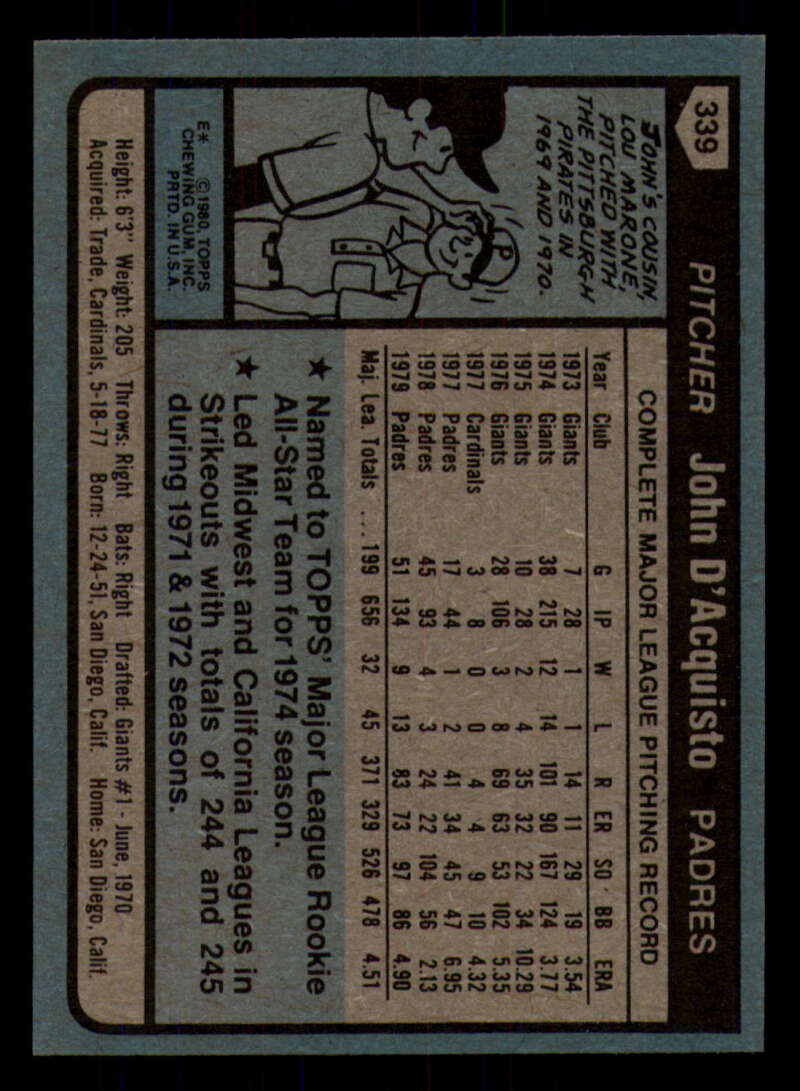 339
PITCHER John D'Acquisto PADRES
JOHN'S COUSIN,
LOU MARONE,
PITCHED WITH
THE PITTSBURGH
PIRATES IN
1969 AND 1970.
P
E* © 1980, TOPPS
CHEWING GUM, INC.
PRTD. IN U.S.A.
COMPLETE MAJOR LEAGUE PITCHING RECORD
Year Club G IP W L R ER SO BB ERA
1973 Giants 7 28 1 1 14 11 29 19 3.54
1974 Giants 38 215 12 14 101 90 167 124 3.77
1975 Giants 10 28 2 4 35 32 22 34 10.29
1976 Giants 28 106 3 8 69 63 53 102 5.35
1977 Cardinals 3 8 0 0 4 4 9 10 4.32
1977 Padres 17 44 1 2 41 34 45 47 6.95
1978 Padres 45 93 4 3 24 22 104 56 2.13
1979 Padres 51 134 9 13 83 73 97 86 4.90
Maj. Lea. Totals ... 199 656 32 45 371 329 526 478 4.51
★ Named to TOPPS' Major League Rookie
All-Star Team for 1974 season.
★ Led Midwest and California Leagues in
Strikeouts with totals of 244 and 245
during 1971 & 1972 seasons.
Height: 6'3" Weight: 205 Throws: Right Bats: Right Drafted: Giants #1 - June, 1970
Acquired: Trade, Cardinals, 5-18-77 Born: 12-24-51, San Diego, Calif. Home: San Diego, Calif.